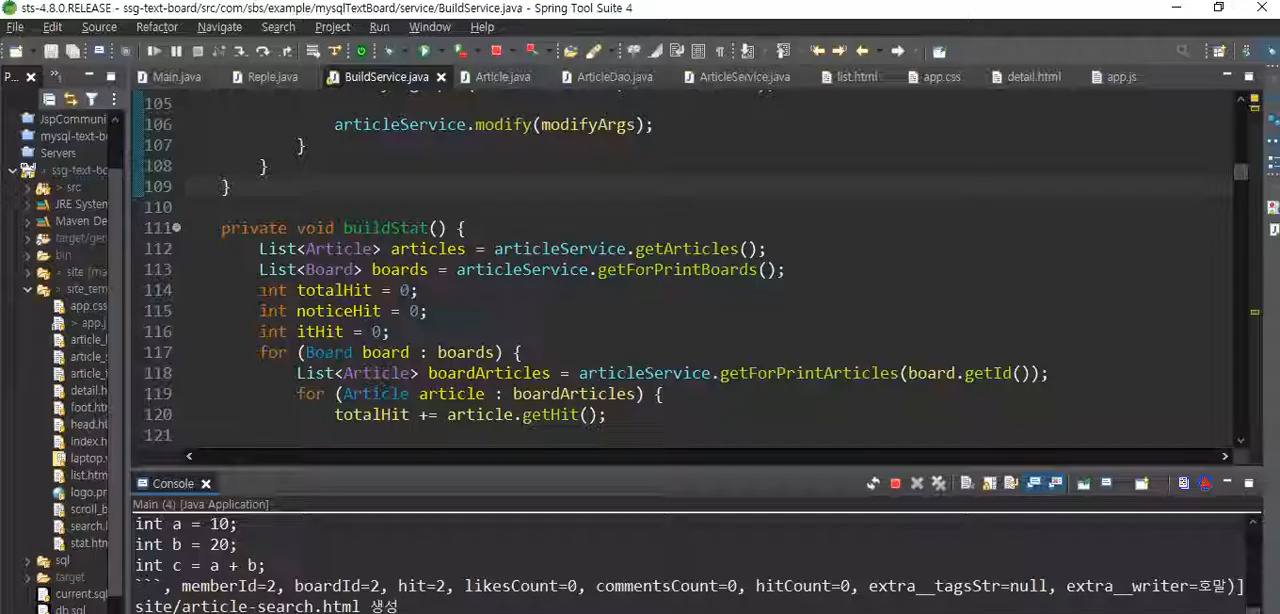 sts-4.8.0.RELEASE - ssg-text-board/src/com/sbs/example/mysqlTextBoard/service/BuildService.java - Spring Tool Suite 4
File Edit Source Refactor Navigate Search Project Run Window Help
P...
Main.java Reple.java BuildService.java Article.java ArticleDao.java ArticleService.java list.html app.css detail.html app.js
JspCommuni
mysql-text-b
Servers
ssg-text-bo
> src
JRE System
Maven De
target/ger
bin
> site (ma
> site_tem
app.css
> app.j
article_l
article_s
article_t
detail.h
foot.htm
head.ht
index.h
laptop.
list.htm
logo.pr
scroll_b
search.
stat.htn
sql
target
current.sql
db.sql
105
106 articleService.modify(modifyArgs);
107 }
108 }
109 }
110
111 private void buildStat() {
112 List<Article> articles = articleService.getArticles();
113 List<Board> boards = articleService.getForPrintBoards();
114 int totalHit = 0;
115 int noticeHit = 0;
116 int itHit = 0;
117 for (Board board : boards) {
118 List<Article> boardArticles = articleService.getForPrintArticles(board.getId());
119 for (Article article : boardArticles) {
120 totalHit += article.getHit();
121
Console
Main (4) [Java Application]
int a = 10;
int b = 20;
int c = a + b;
```, memberId=2, boardId=2, hit=2, likesCount=0, commentsCount=0, hitCount=0, extra__tagsStr=null, extra__writer=호말)]
site/article-search.html 생성